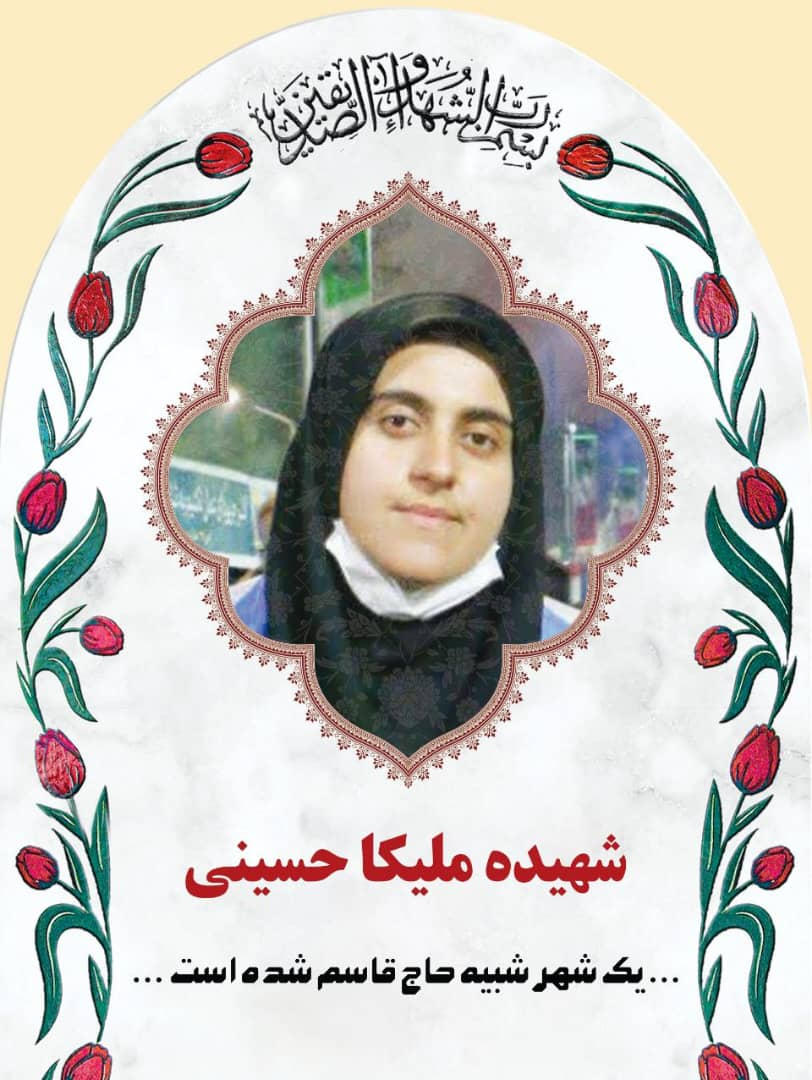 بسم رب الشهداء و الصدیقین
شهیده ملیکا حسینی
... یک شهر شبیه حاج قاسم شده است ...